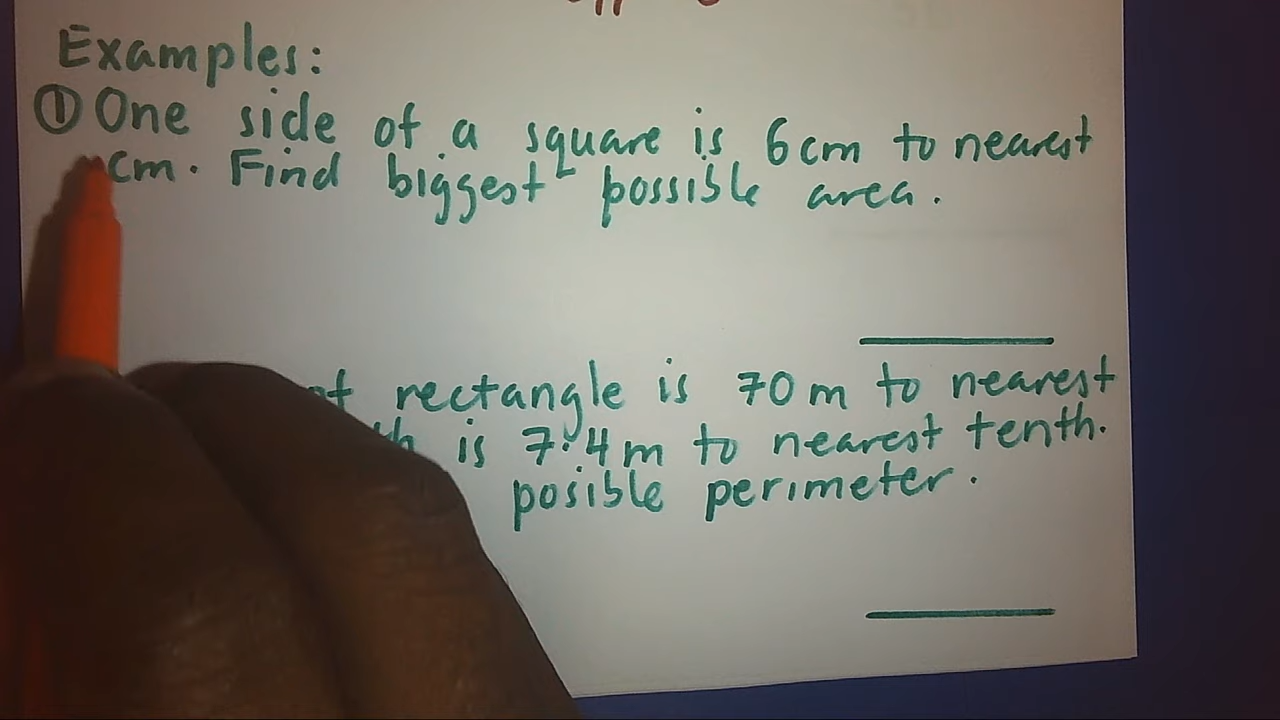 Examples:
① One side of a square is 6cm to nearest
cm. Find biggest possible area.
rectangle is 70m to nearest
is 7.4m to nearest tenth.
posible perimeter.